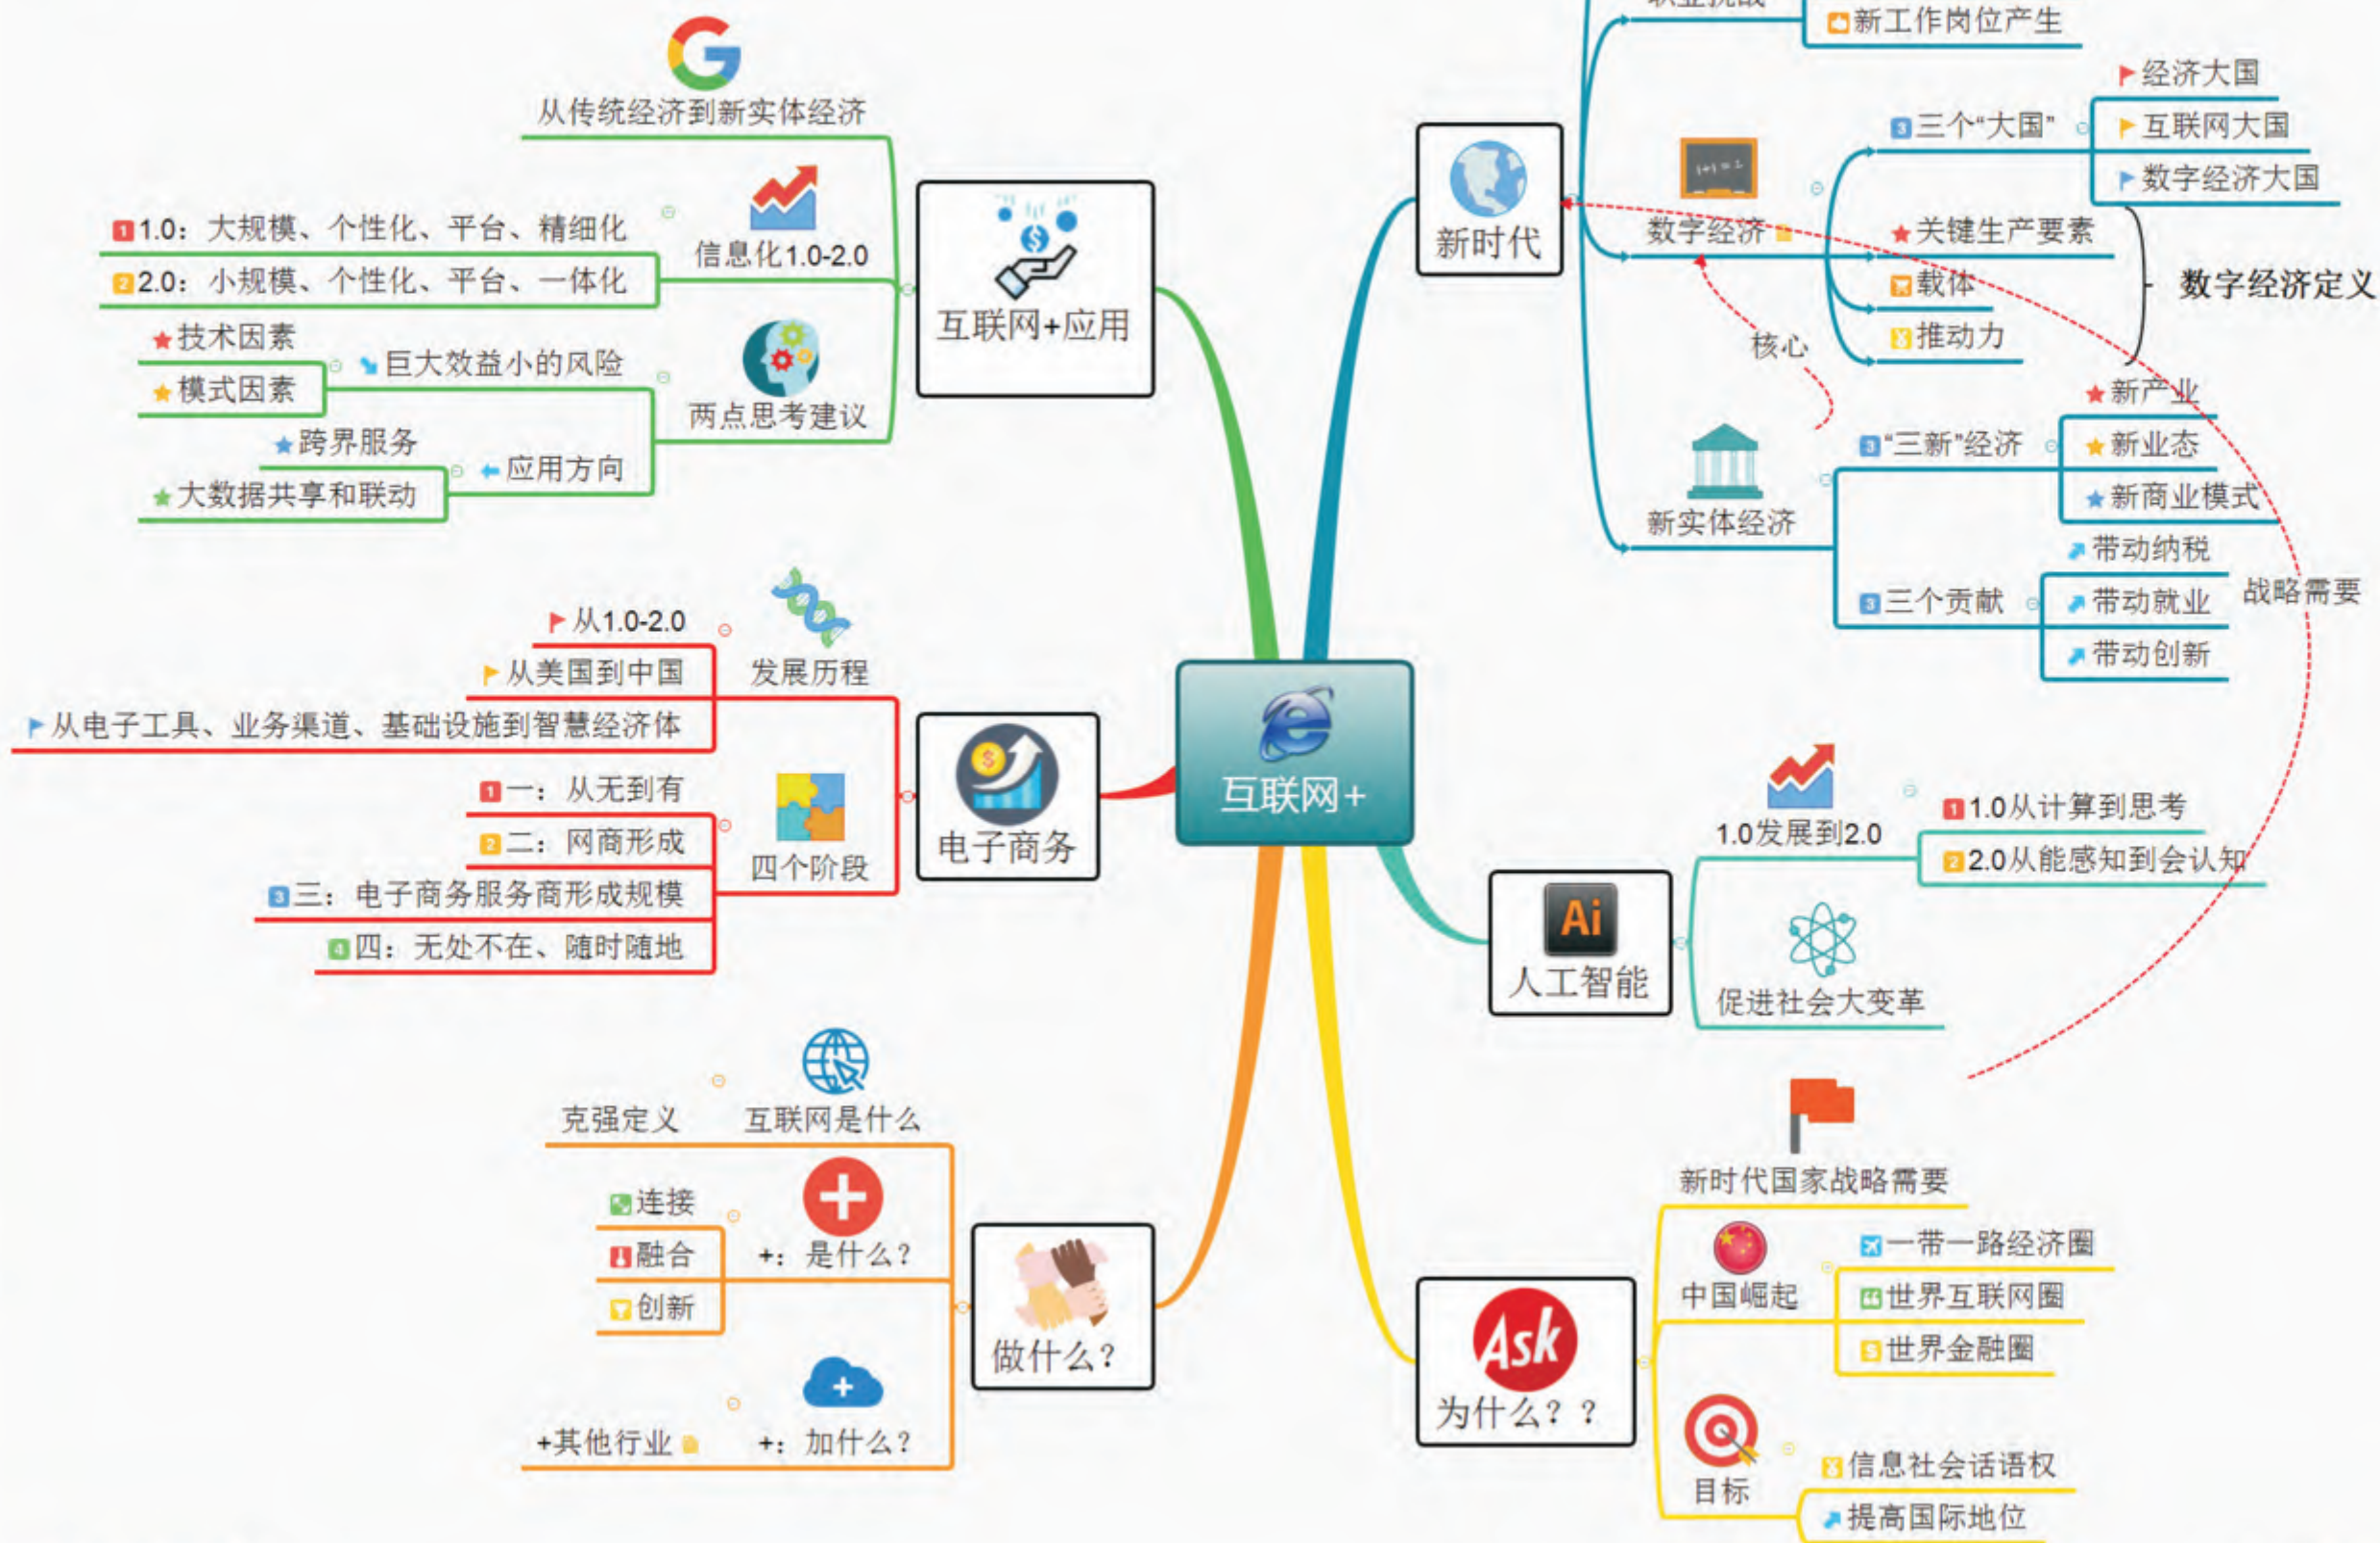 互联网+
新时代
职业挑战
新工作岗位产生
数字经济
三个“大国”
经济大国
互联网大国
数字经济大国
关键生产要素
载体
推动力
数字经济定义
核心
新实体经济
“三新”经济
新产业
新业态
新商业模式
三个贡献
带动纳税
带动就业
带动创新
战略需要
人工智能
Ai
1.0发展到2.0
1.0从计算到思考
2.0从能感知到会认知
促进社会大变革
Ask
为什么？？
新时代国家战略需要
中国崛起
一带一路经济圈
世界互联网圈
世界金融圈
目标
信息社会话语权
提高国际地位
互联网+应用
从传统经济到新实体经济
信息化1.0-2.0
1 1.0：大规模、个性化、平台、精细化
2 2.0：小规模、个性化、平台、一体化
两点思考建议
巨大效益小的风险
技术因素
模式因素
应用方向
跨界服务
大数据共享和联动
电子商务
发展历程
从1.0-2.0
从美国到中国
从电子工具、业务渠道、基础设施到智慧经济体
四个阶段
1 一：从无到有
2 二：网商形成
3 三：电子商务服务商形成规模
4 四：无处不在、随时随地
做什么？
互联网是什么
克强定义
+：是什么？
连接
融合
创新
+：加什么？
+其他行业